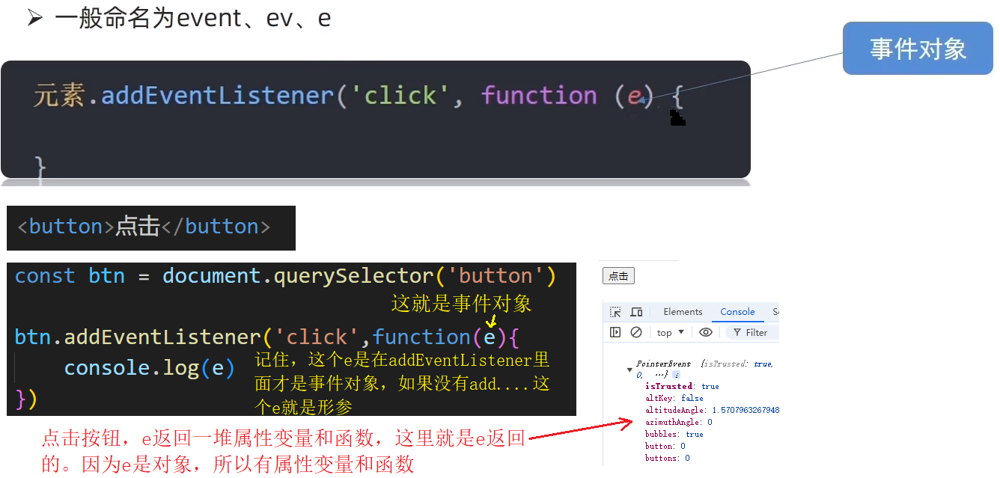 ➢ 一般命名为event、ev、e
事件对象
元素.addEventListener('click', function (e) {
}
<button>点击</button>
const btn = document.querySelector('button')
这就是事件对象
btn.addEventListener('click',function(e){
console.log(e)
})
记住，这个e是在addEventListener里
面才是事件对象，如果没有add....这
个e就是形参
点击按钮，e返回一堆属性变量和函数，这里就是e返回
的。因为e是对象，所以有属性变量和函数
点击
Elements Console
top Filter
PointerEvent {isTrusted: true,
0, …}
isTrusted: true
altKey: false
altitudeAngle: 1.5707963267948
azimuthAngle: 0
bubbles: true
button: 0
buttons: 0